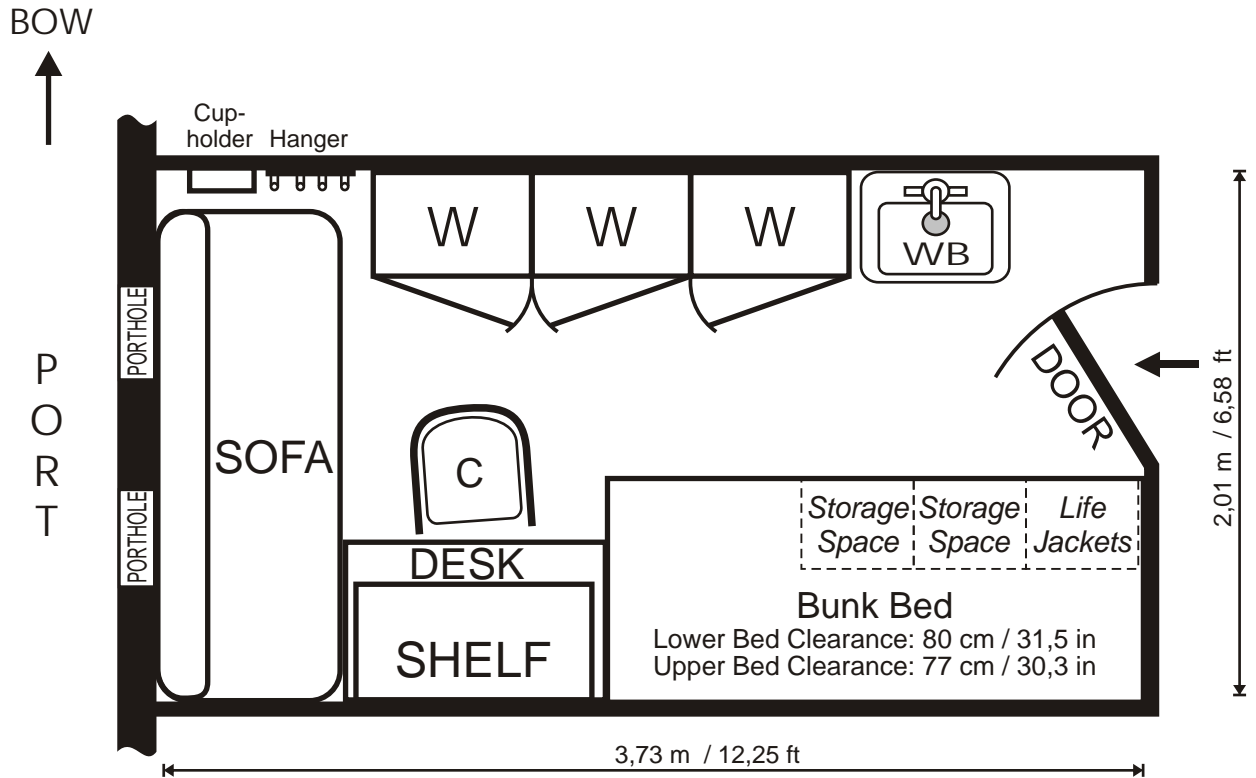 BOW
Cup-
holder
Hanger
W
W
W
WB
PORTHOLE
DOOR
PORT
2,01 m / 6,58 ft
SOFA
C
PORTHOLE
Storage
Space
Storage
Space
Life
Jackets
DESK
SHELF
Bunk Bed
Lower Bed Clearance: 80 cm / 31,5 in
Upper Bed Clearance: 77 cm / 30,3 in
3,73 m / 12,25 ft